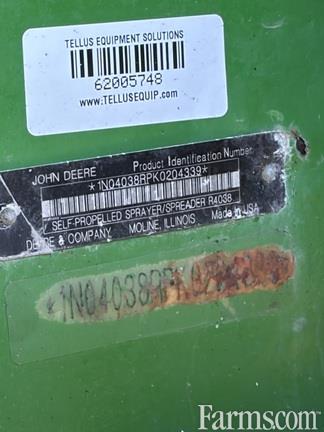 TELLUS EQUIPMENT SOLUTIONS
62005748
WWW.TELLUSEQUIP.COM
JOHN DEERE Product Identification Number
*1N04038RPK0204339*
SELF-PROPELLED SPRAYER/SPREADER R4038
DEERE & COMPANY MOLINE, ILLINOIS Made in USA
Farms.com